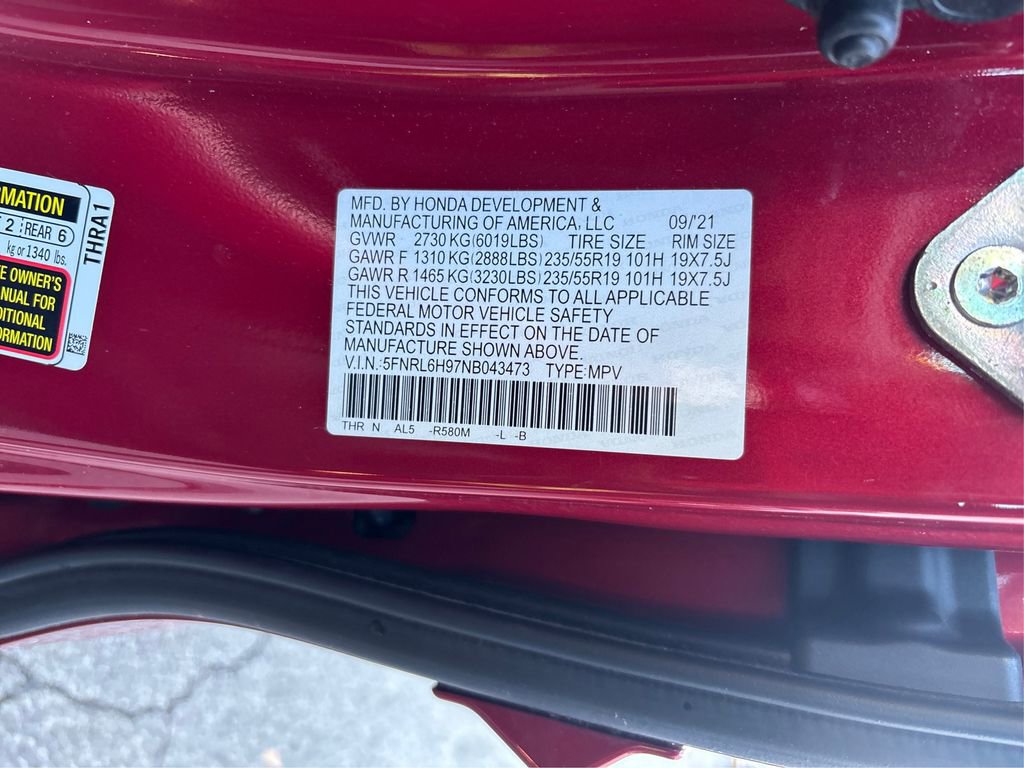 RMATION
2 REAR 6
kg or 1340 lbs.
E OWNER'S
NUAL FOR
DITIONAL
ORMATION
THRA1
MFD. BY HONDA DEVELOPMENT &
MANUFACTURING OF AMERICA, LLC 09/'21
GVWR 2730 KG(6019LBS) TIRE SIZE RIM SIZE
GAWR F 1310 KG(2888LBS) 235/55R19 101H 19X7.5J
GAWR R 1465 KG(3230LBS) 235/55R19 101H 19X7.5J
THIS VEHICLE CONFORMS TO ALL APPLICABLE
FEDERAL MOTOR VEHICLE SAFETY
STANDARDS IN EFFECT ON THE DATE OF
MANUFACTURE SHOWN ABOVE.
V.I.N.:5FNRL6H97NB043473 TYPE:MPV
THR N AL5 -R580M -L -B